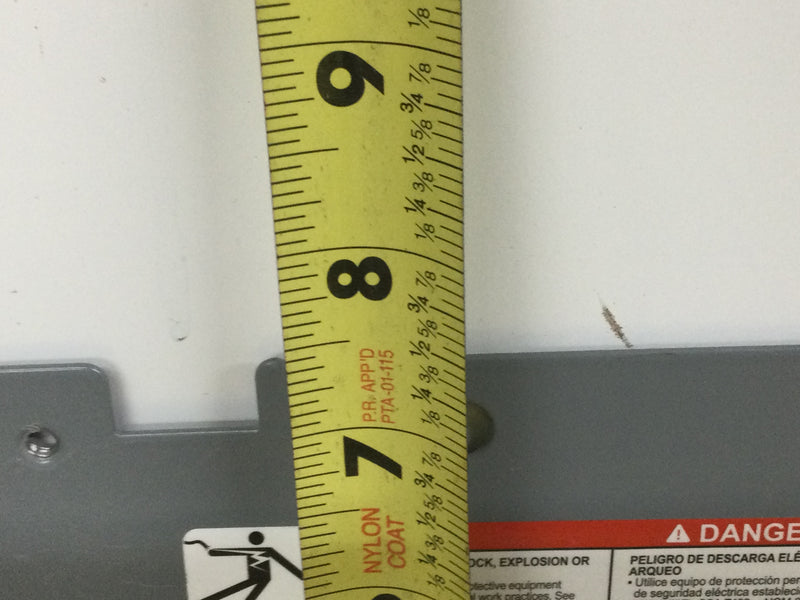 1/8
9
7/8
3/4
5/8
1/2
3/8
1/4
1/8
8
7/8
3/4
5/8
1/2
3/8
1/4
1/8
P.R. APP'D
PTA-01-115
7
7/8
3/4
5/8
1/2
3/8
1/4
1/8
NYLON
COAT
DANGE
OCK, EXPLOSION OR
otective equipment
l work practices. See
PELIGRO DE DESCARGA ELÉ
ARQUEO
• Utilice equipo de protección per
de seguridad eléctrica estableci